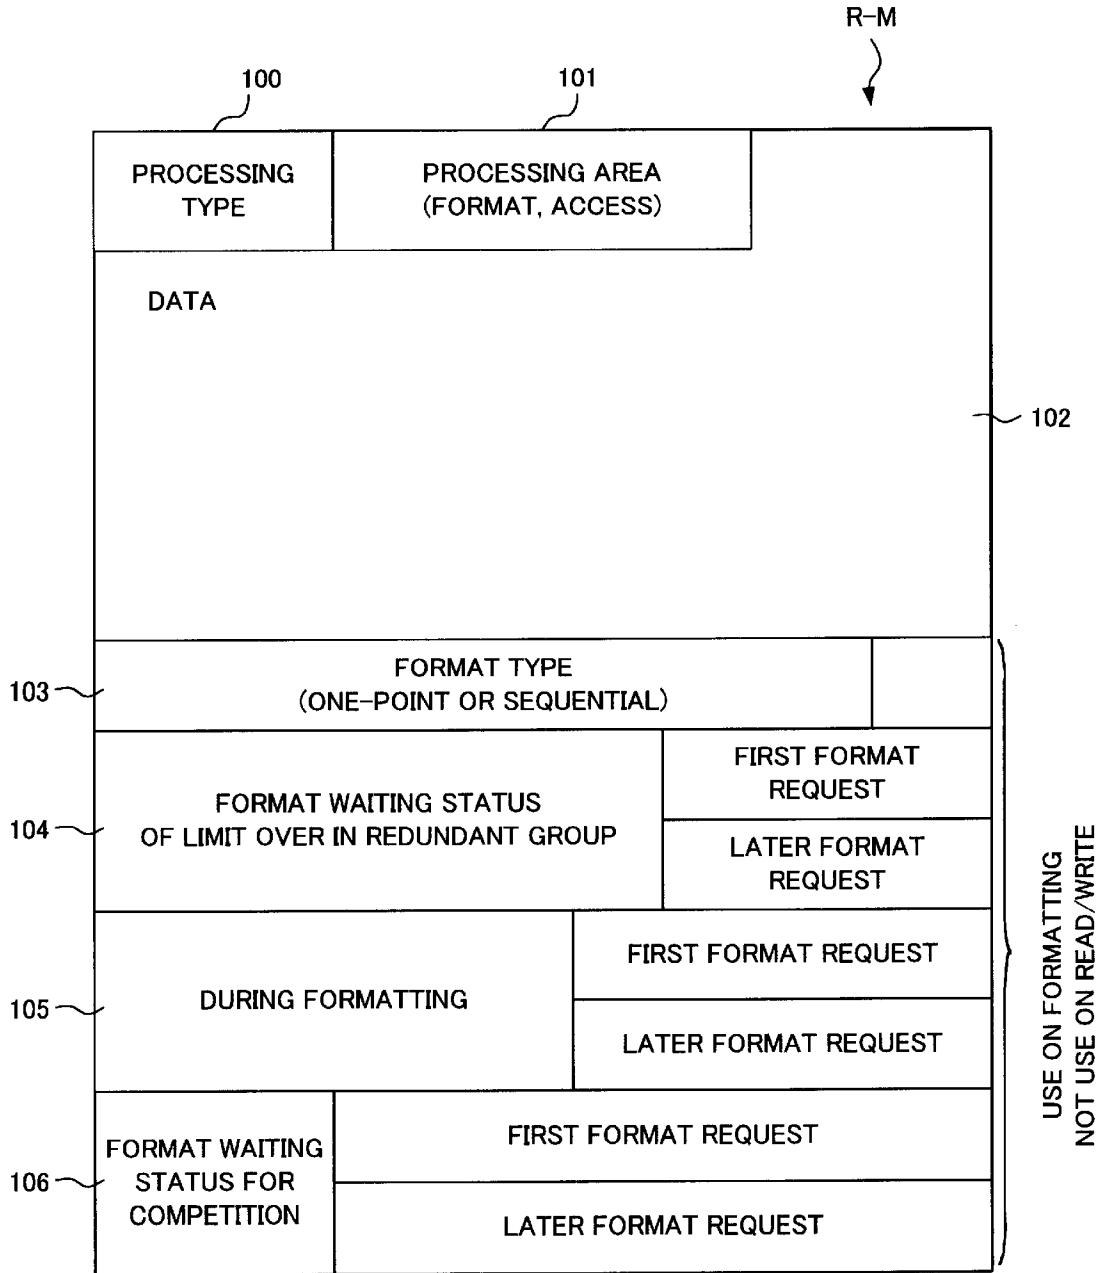 R-M
100
101
PROCESSING
TYPE
PROCESSING AREA
(FORMAT, ACCESS)
DATA
102
103
FORMAT TYPE
(ONE-POINT OR SEQUENTIAL)
104
FORMAT WAITING STATUS
OF LIMIT OVER IN REDUNDANT GROUP
FIRST FORMAT
REQUEST
LATER FORMAT
REQUEST
105
DURING FORMATTING
FIRST FORMAT REQUEST
LATER FORMAT REQUEST
106
FORMAT WAITING
STATUS FOR
COMPETITION
FIRST FORMAT REQUEST
LATER FORMAT REQUEST
USE ON FORMATTING
NOT USE ON READ/WRITE